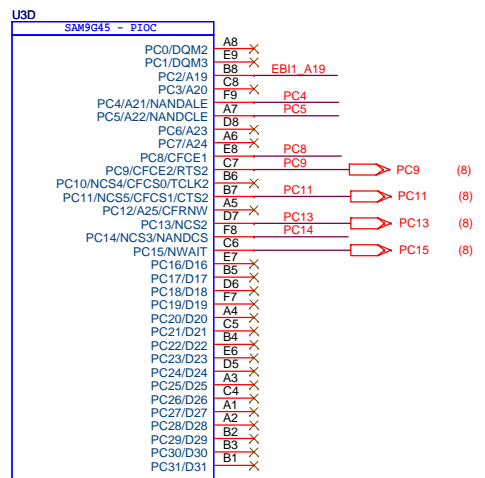 U3D
SAM9G45 - PIOC
PC0/DQM2 A8
PC1/DQM3 E9
PC2/A19 B8 EBI1_A19
PC3/A20 C8
PC4/A21/NANDALE F9 PC4
PC5/A22/NANDCLE A7 PC5
PC6/A23 D8
PC7/A24 A6
PC8/CFCE1 E8 PC8
PC9/CFCE2/RTS2 C7 PC9 PC9 (8)
PC10/NCS4/CFCS0/TCLK2 B6
PC11/NCS5/CFCS1/CTS2 B7 PC11 PC11 (8)
PC12/A25/CFRNW A5
PC13/NCS2 D7 PC13 PC13 (8)
PC14/NCS3/NANDCS F8 PC14
PC15/NWAIT C6 PC15 (8)
PC16/D16 E7
PC17/D17 B5
PC18/D18 D6
PC19/D19 F7
PC20/D20 A4
PC21/D21 C5
PC22/D22 B4
PC23/D23 E6
PC24/D24 D5
PC25/D25 A3
PC26/D26 C4
PC27/D27 A1
PC28/D28 A2
PC29/D29 B2
PC30/D30 B3
PC31/D31 B1